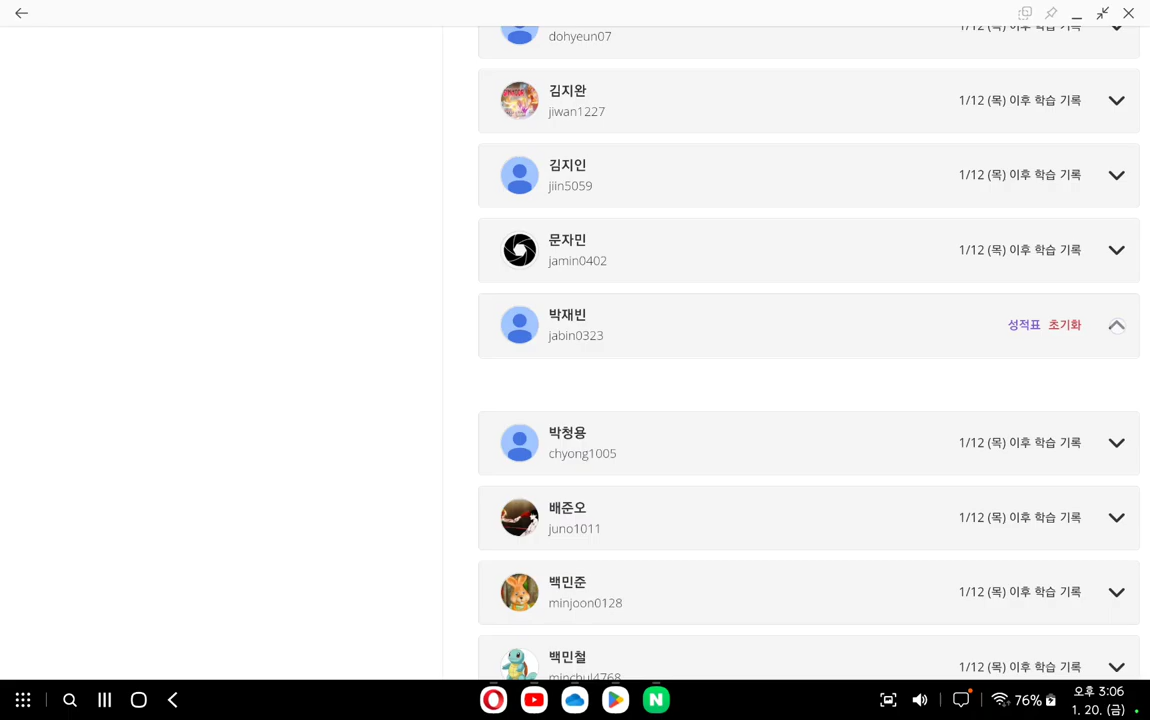 dohyeun07
1/12 (목) 이후 학습 기록
김지완
jiwan1227
1/12 (목) 이후 학습 기록
김지인
jiin5059
1/12 (목) 이후 학습 기록
문자민
jamin0402
1/12 (목) 이후 학습 기록
박재빈
jabin0323
성적표 초기화
박청용
chyong1005
1/12 (목) 이후 학습 기록
배준오
juno1011
1/12 (목) 이후 학습 기록
백민준
minjoon0128
1/12 (목) 이후 학습 기록
백민철
minchul4768
1/12 (목) 이후 학습 기록
N
76%
오후 3:06
1. 20. (금)